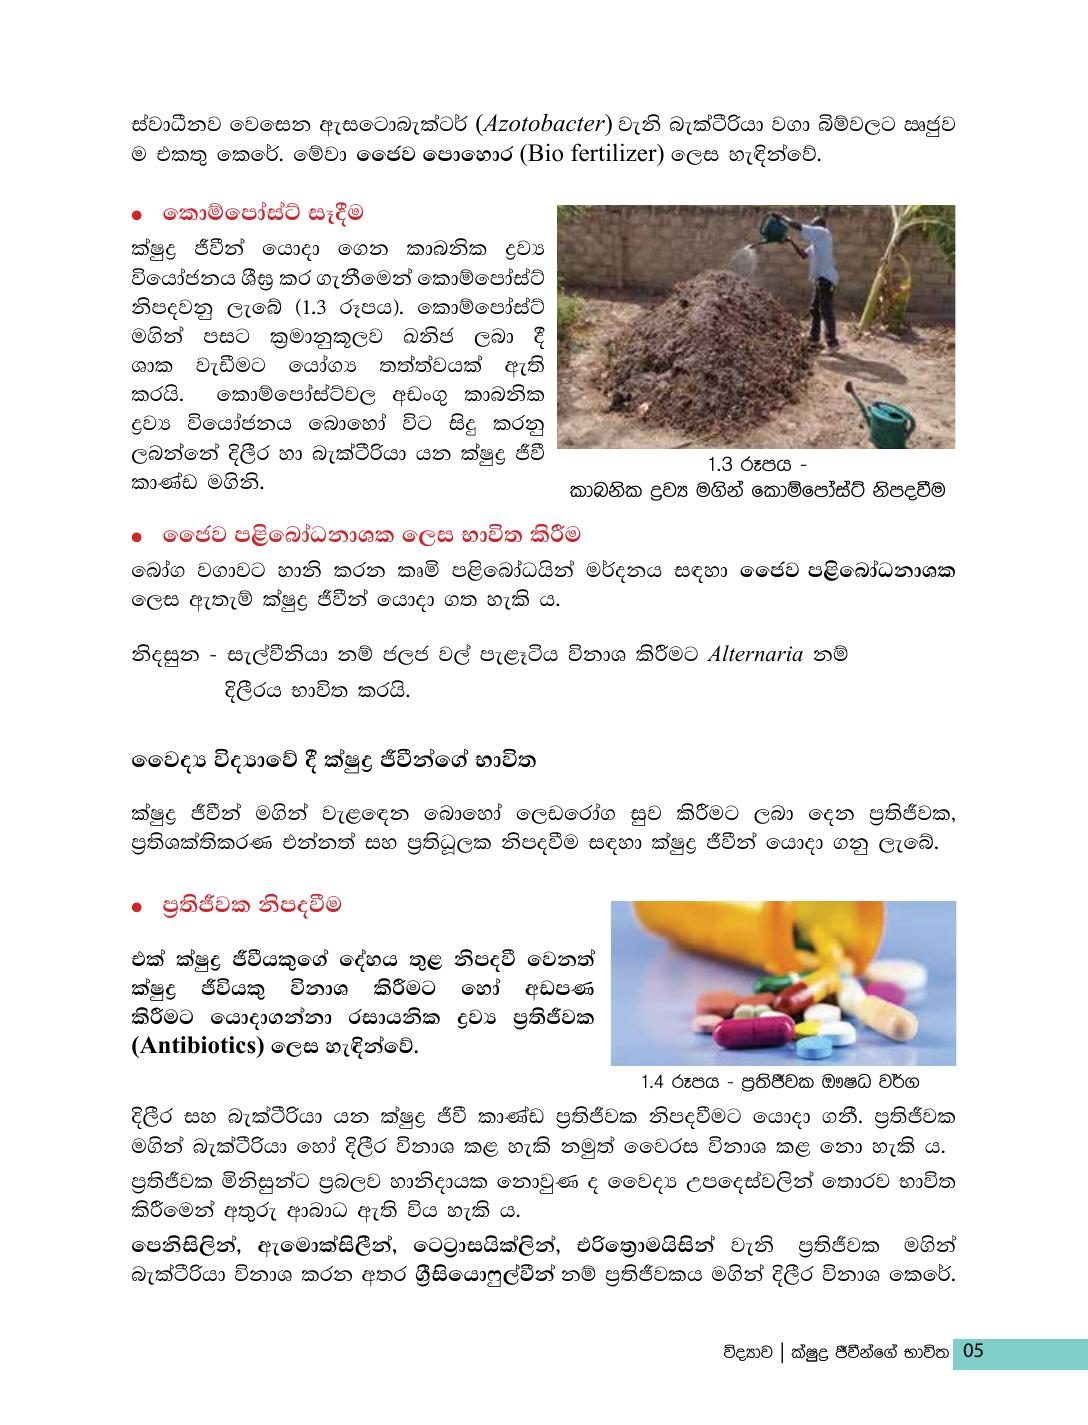 ස්වාධීනව වෙසෙන ඇසටොබැක්ටර් (Azotobacter) වැනි බැක්ටීරියා වගා බිම්වලට ඍජුව
ම එකතු කෙරේ. මේවා ජෛව පොහොර (Bio fertilizer) ලෙස හැඳින්වේ.
● කොම්පෝස්ට් සෑදීම
ක්ෂුද්‍ර ජීවීන් යොදා ගෙන කාබනික ද්‍රව්‍ය
වියෝජනය ශීඝ්‍ර කර ගැනීමෙන් කොම්පෝස්ට්
නිපදවනු ලැබේ (1.3 රූපය). කොම්පෝස්ට්
මගින් පසට ක්‍රමානුකූලව ඛනිජ ලබා දී
ශාක වැඩීමට යෝග්‍ය තත්ත්වයක් ඇති
කරයි. කොම්පෝස්ට්වල අඩංගු කාබනික
ද්‍රව්‍ය වියෝජනය බොහෝ විට සිදු කරනු
ලබන්නේ දිලීර හා බැක්ටීරියා යන ක්ෂුද්‍ර ජීවී
කාණ්ඩ මගිනි.
1.3 රූපය -
කාබනික ද්‍රව්‍ය මගින් කොම්පෝස්ට් නිපදවීම
● ජෛව පළිබෝධනාශක ලෙස භාවිත කිරීම
බෝග වගාවට හානි කරන කෘමි පළිබෝධයින් මර්දනය සඳහා ජෛව පළිබෝධනාශක
ලෙස ඇතැම් ක්ෂුද්‍ර ජීවීන් යොදා ගත හැකි ය.
නිදසුන - සැල්වීනියා නම් ජලජ වල් පැළෑටිය විනාශ කිරීමට Alternaria නම්
දිලීරය භාවිත කරයි.
වෛද්‍ය විද්‍යාවේ දී ක්ෂුද්‍ර ජීවීන්ගේ භාවිත
ක්ෂුද්‍ර ජීවීන් මගින් වැළඳෙන බොහෝ ලෙඩරෝග සුව කිරීමට ලබා දෙන ප්‍රතිජීවක,
ප්‍රතිශක්තිකරණ එන්නත් සහ ප්‍රතිධූලක නිපදවීම සඳහා ක්ෂුද්‍ර ජීවීන් යොදා ගනු ලැබේ.
● ප්‍රතිජීවක නිපදවීම
එක් ක්ෂුද්‍ර ජීවීයකුගේ දේහය තුළ නිපදවී වෙනත්
ක්ෂුද්‍ර ජීවියකු විනාශ කිරීමට හෝ අඩපණ
කිරීමට යොදාගන්නා රසායනික ද්‍රව්‍ය ප්‍රතිජීවක
(Antibiotics) ලෙස හැඳින්වේ.
1.4 රූපය - ප්‍රතිජීවක ඖෂධ වර්ග
දිලීර සහ බැක්ටීරියා යන ක්ෂුද්‍ර ජීවී කාණ්ඩ ප්‍රතිජීවක නිපදවීමට යොදා ගනී. ප්‍රතිජීවක
මගින් බැක්ටීරියා හෝ දිලීර විනාශ කළ හැකි නමුත් වෛරස විනාශ කළ නො හැකි ය.
ප්‍රතිජීවක මිනිසුන්ට ප්‍රබලව හානිදායක නොවුණ ද වෛද්‍ය උපදෙස්වලින් තොරව භාවිත
කිරීමෙන් අතුරු ආබාධ ඇති විය හැකි ය.
පෙනිසිලින්, ඇමොක්සිලීන්, ටෙට්‍රාසයික්ලින්, එරිත්‍රොමයිසින් වැනි ප්‍රතිජීවක මගින්
බැක්ටීරියා විනාශ කරන අතර ග්‍රීසියොෆුල්වීන් නම් ප්‍රතිජීවකය මගින් දිලීර විනාශ කෙරේ.
විද්‍යාව | ක්ෂුද්‍ර ජීවීන්ගේ භාවිත 05